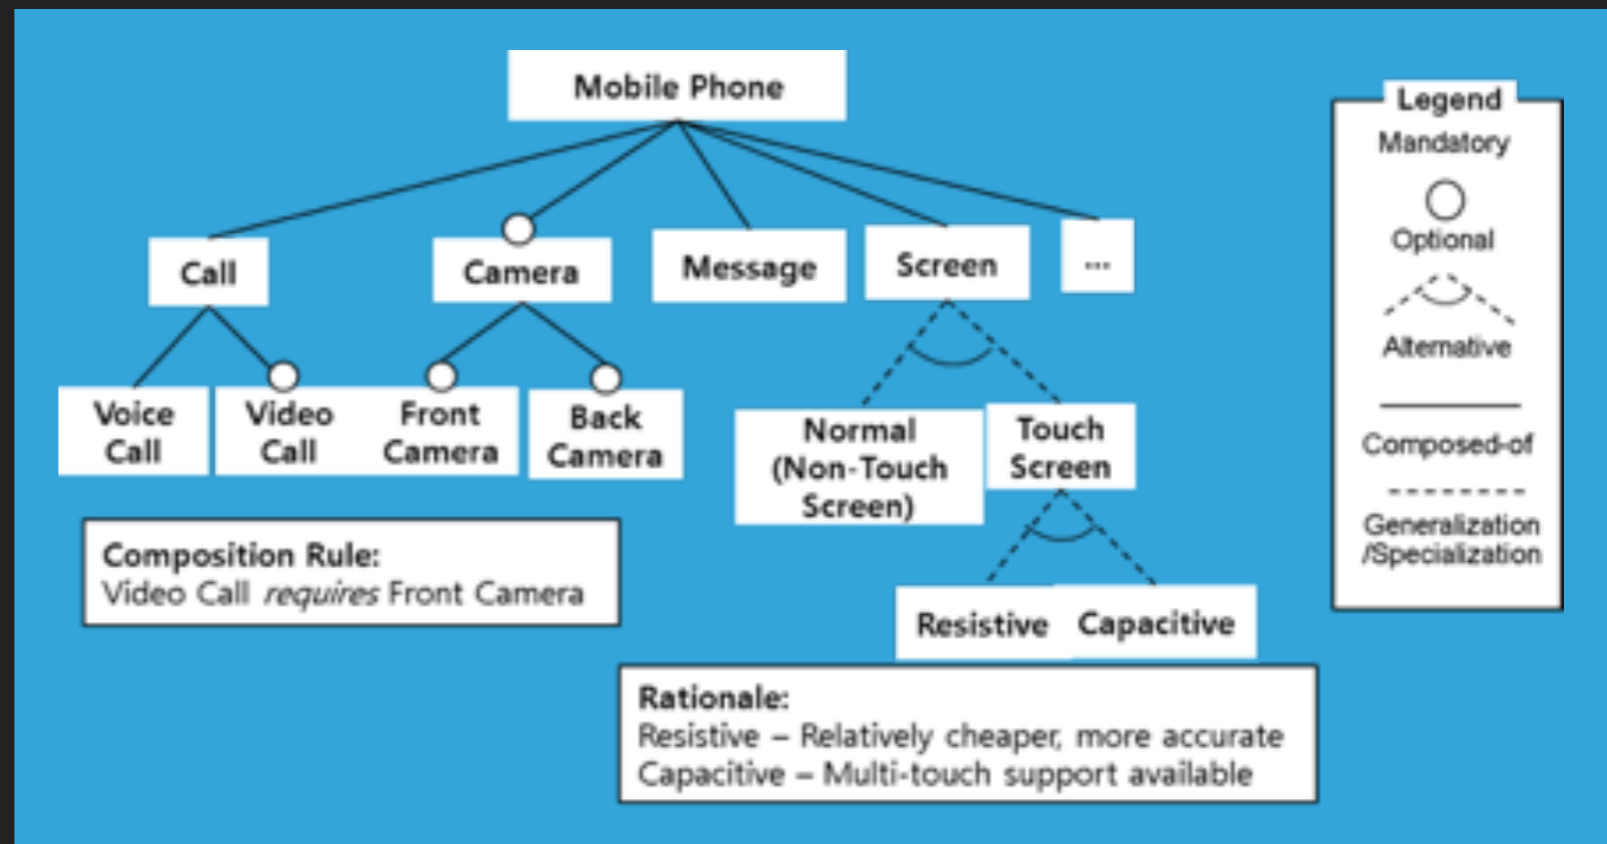 Mobile Phone
Call
Camera
Message
Screen
...
Voice
Call
Video
Call
Front
Camera
Back
Camera
Normal
(Non-Touch
Screen)
Touch
Screen
Resistive
Capacitive
Composition Rule:
Video Call requires Front Camera
Rationale:
Resistive – Relatively cheaper, more accurate
Capacitive – Multi-touch support available
Legend
Mandatory
Optional
Alternative
Composed-of
Generalization
/Specialization